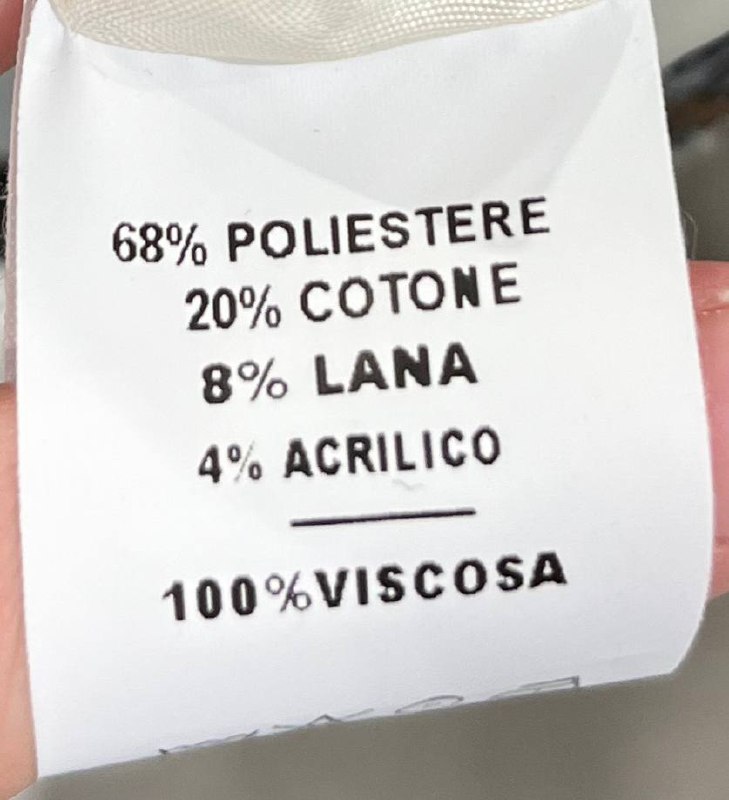 68% POLIESTERE
20% COTONE
8% LANA
4% ACRILICO
100%VISCOSA